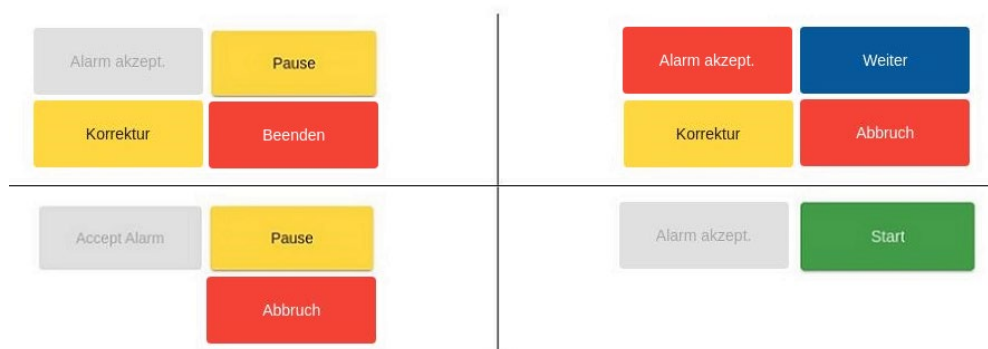 Alarm akzept. Pause
Korrektur Beenden
Alarm akzept. Weiter
Korrektur Abbruch
Accept Alarm Pause
Abbruch
Alarm akzept. Start